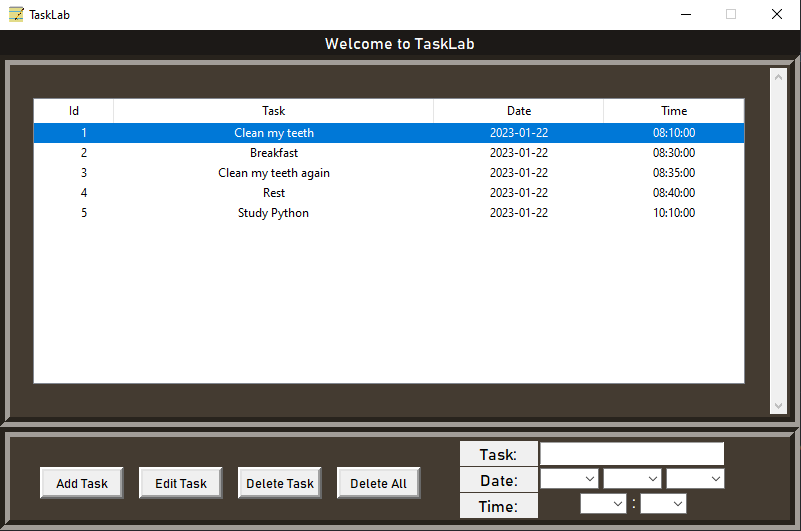 TaskLab
Welcome to TaskLab
Id Task Date Time
1 Clean my teeth 2023-01-22 08:10:00
2 Breakfast 2023-01-22 08:30:00
3 Clean my teeth again 2023-01-22 08:35:00
4 Rest 2023-01-22 08:40:00
5 Study Python 2023-01-22 10:10:00
Add Task Edit Task Delete Task Delete All
Task:
Date:
Time: :